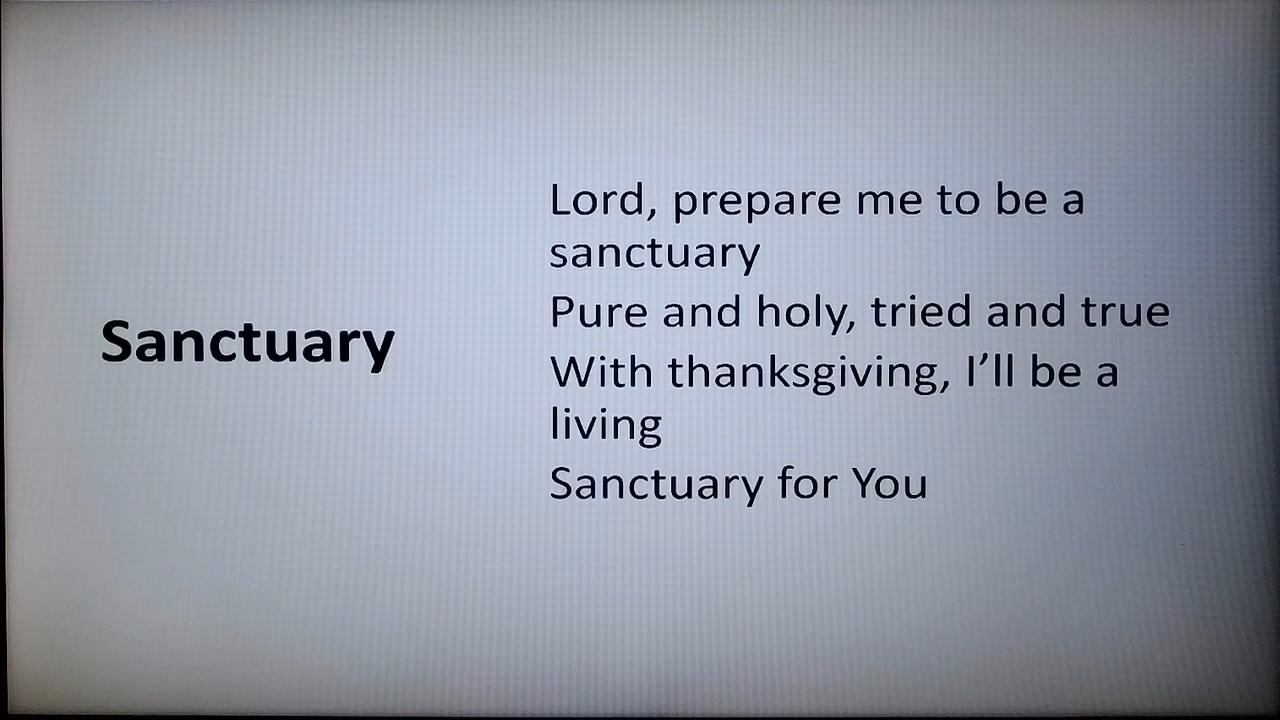 Sanctuary
Lord, prepare me to be a
sanctuary
Pure and holy, tried and true
With thanksgiving, I’ll be a
living
Sanctuary for You